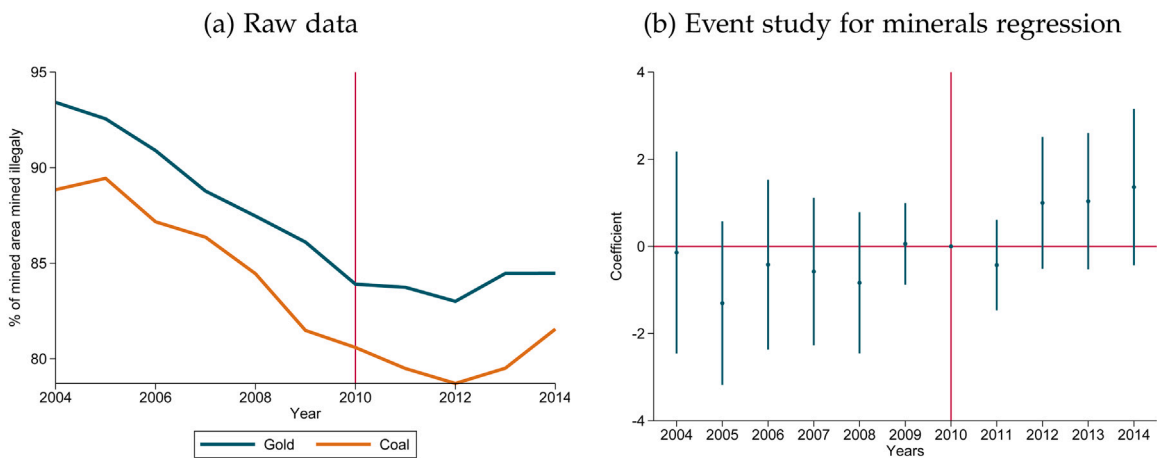 (a) Raw data
95
90
85
80
% of mined area mined illegaly
2004 2006 2008 2010 2012 2014
Year
Gold Coal
(b) Event study for minerals regression
4
2
0
-2
-4
Coefficient
2004 2005 2006 2007 2008 2009 2010 2011 2012 2013 2014
Years